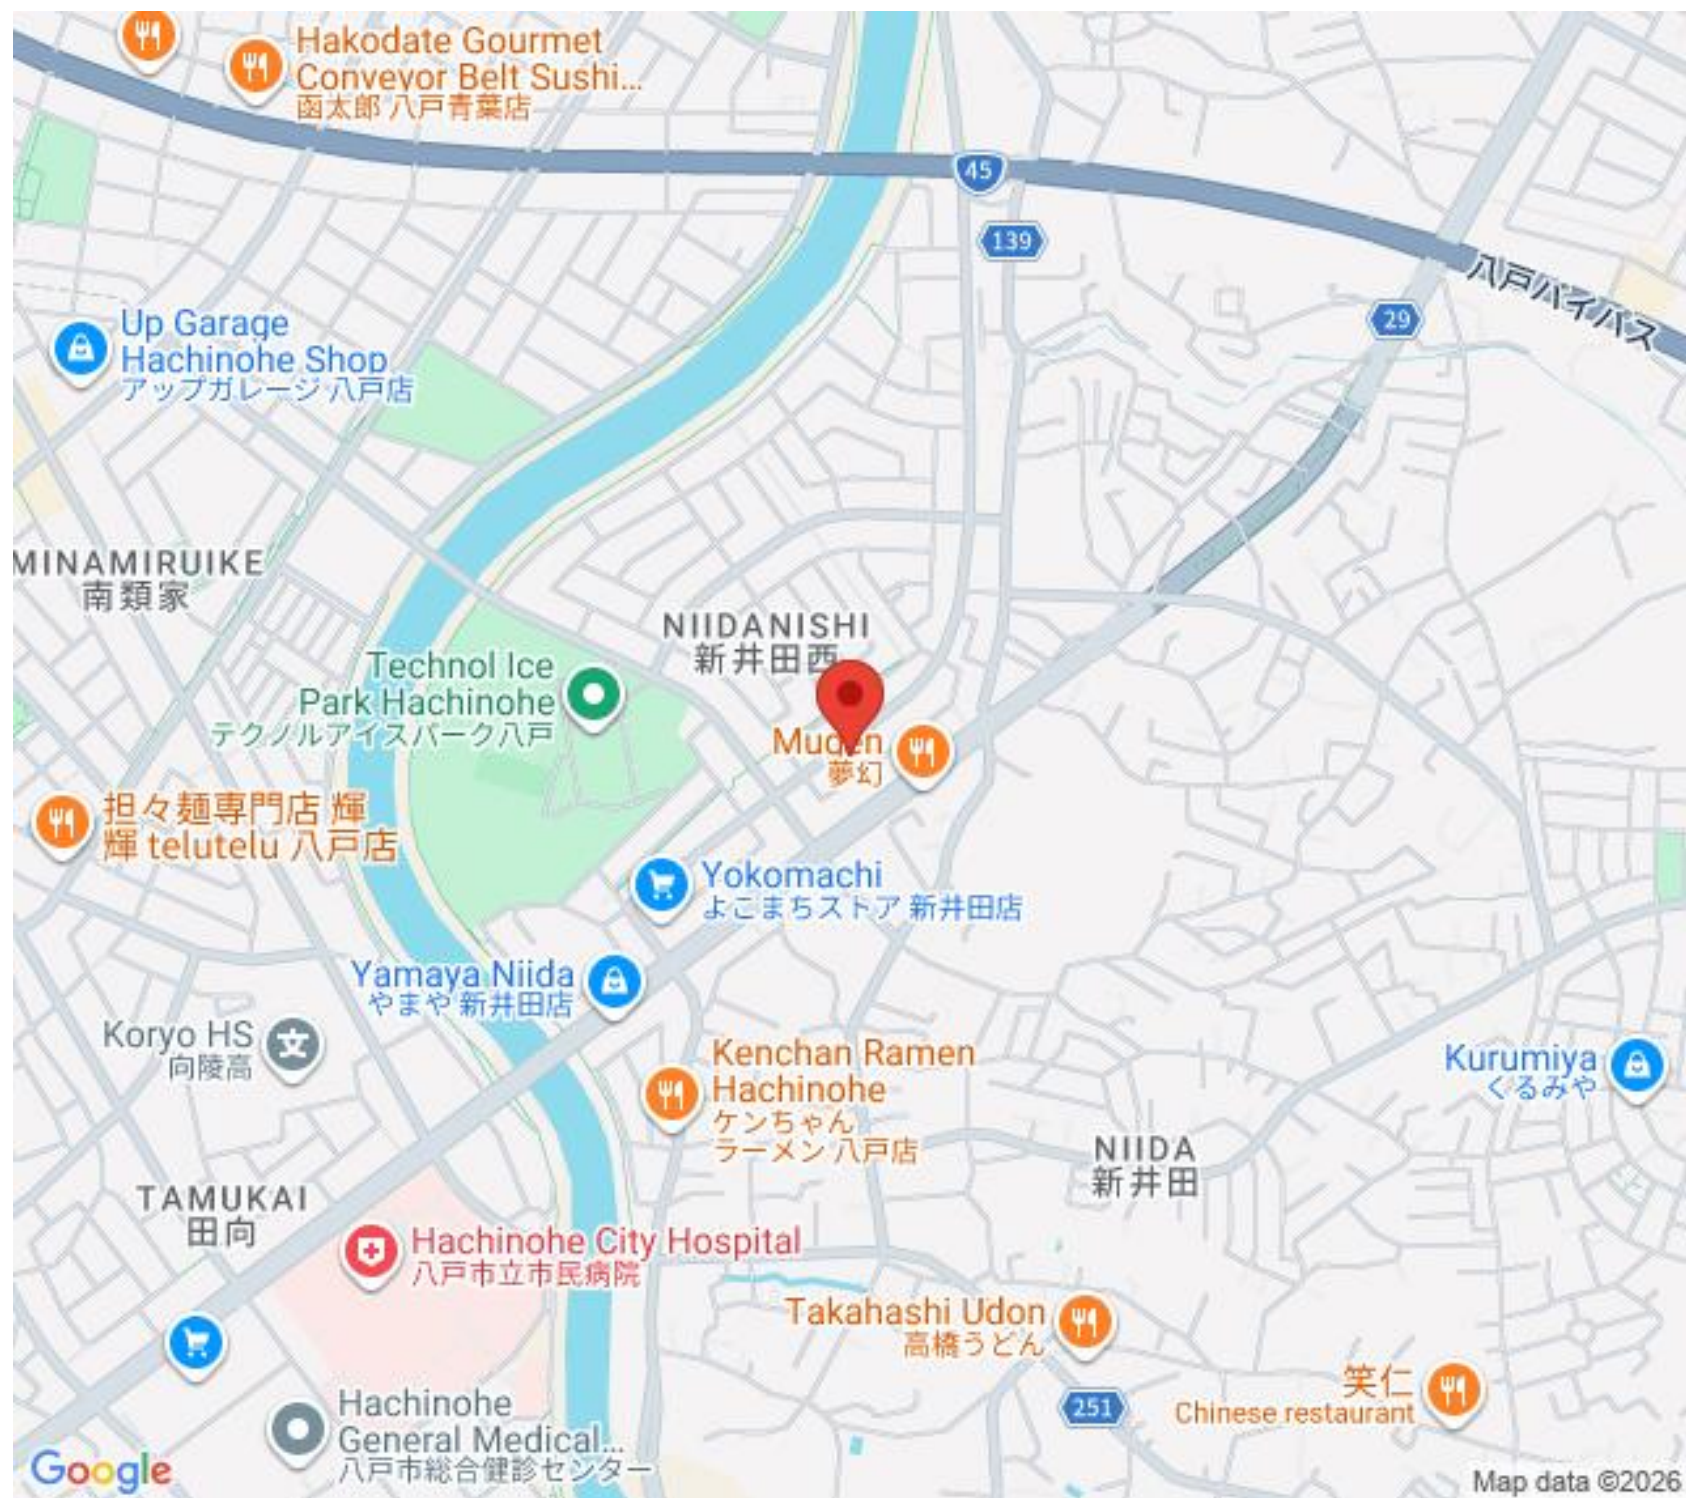 Hakodate Gourmet
Conveyor Belt Sushi...
函太郎 八戸青葉店
45
139
八戸バイパス
29
Up Garage
Hachinohe Shop
アップガレージ 八戸店
MINAMIRUIKE
南類家
NIIDANISHI
新井田西
Technol Ice
Park Hachinohe
テクノルアイスパーク八戸
Mugen
夢幻
担々麺専門店 輝
輝 telutelu 八戸店
Yokomachi
よこまちストア 新井田店
Yamaya Niida
やまや 新井田店
Koryo HS
向陵高
文
Kenchan Ramen
Hachinohe
ケンちゃん
ラーメン 八戸店
Kurumiya
くるみや
NIIDA
新井田
TAMUKAI
田向
Hachinohe City Hospital
八戸市立市民病院
Takahashi Udon
高橋うどん
笑仁
Chinese restaurant
251
Hachinohe
General Medical...
八戸市総合健診センター
Google
Map data ©2026